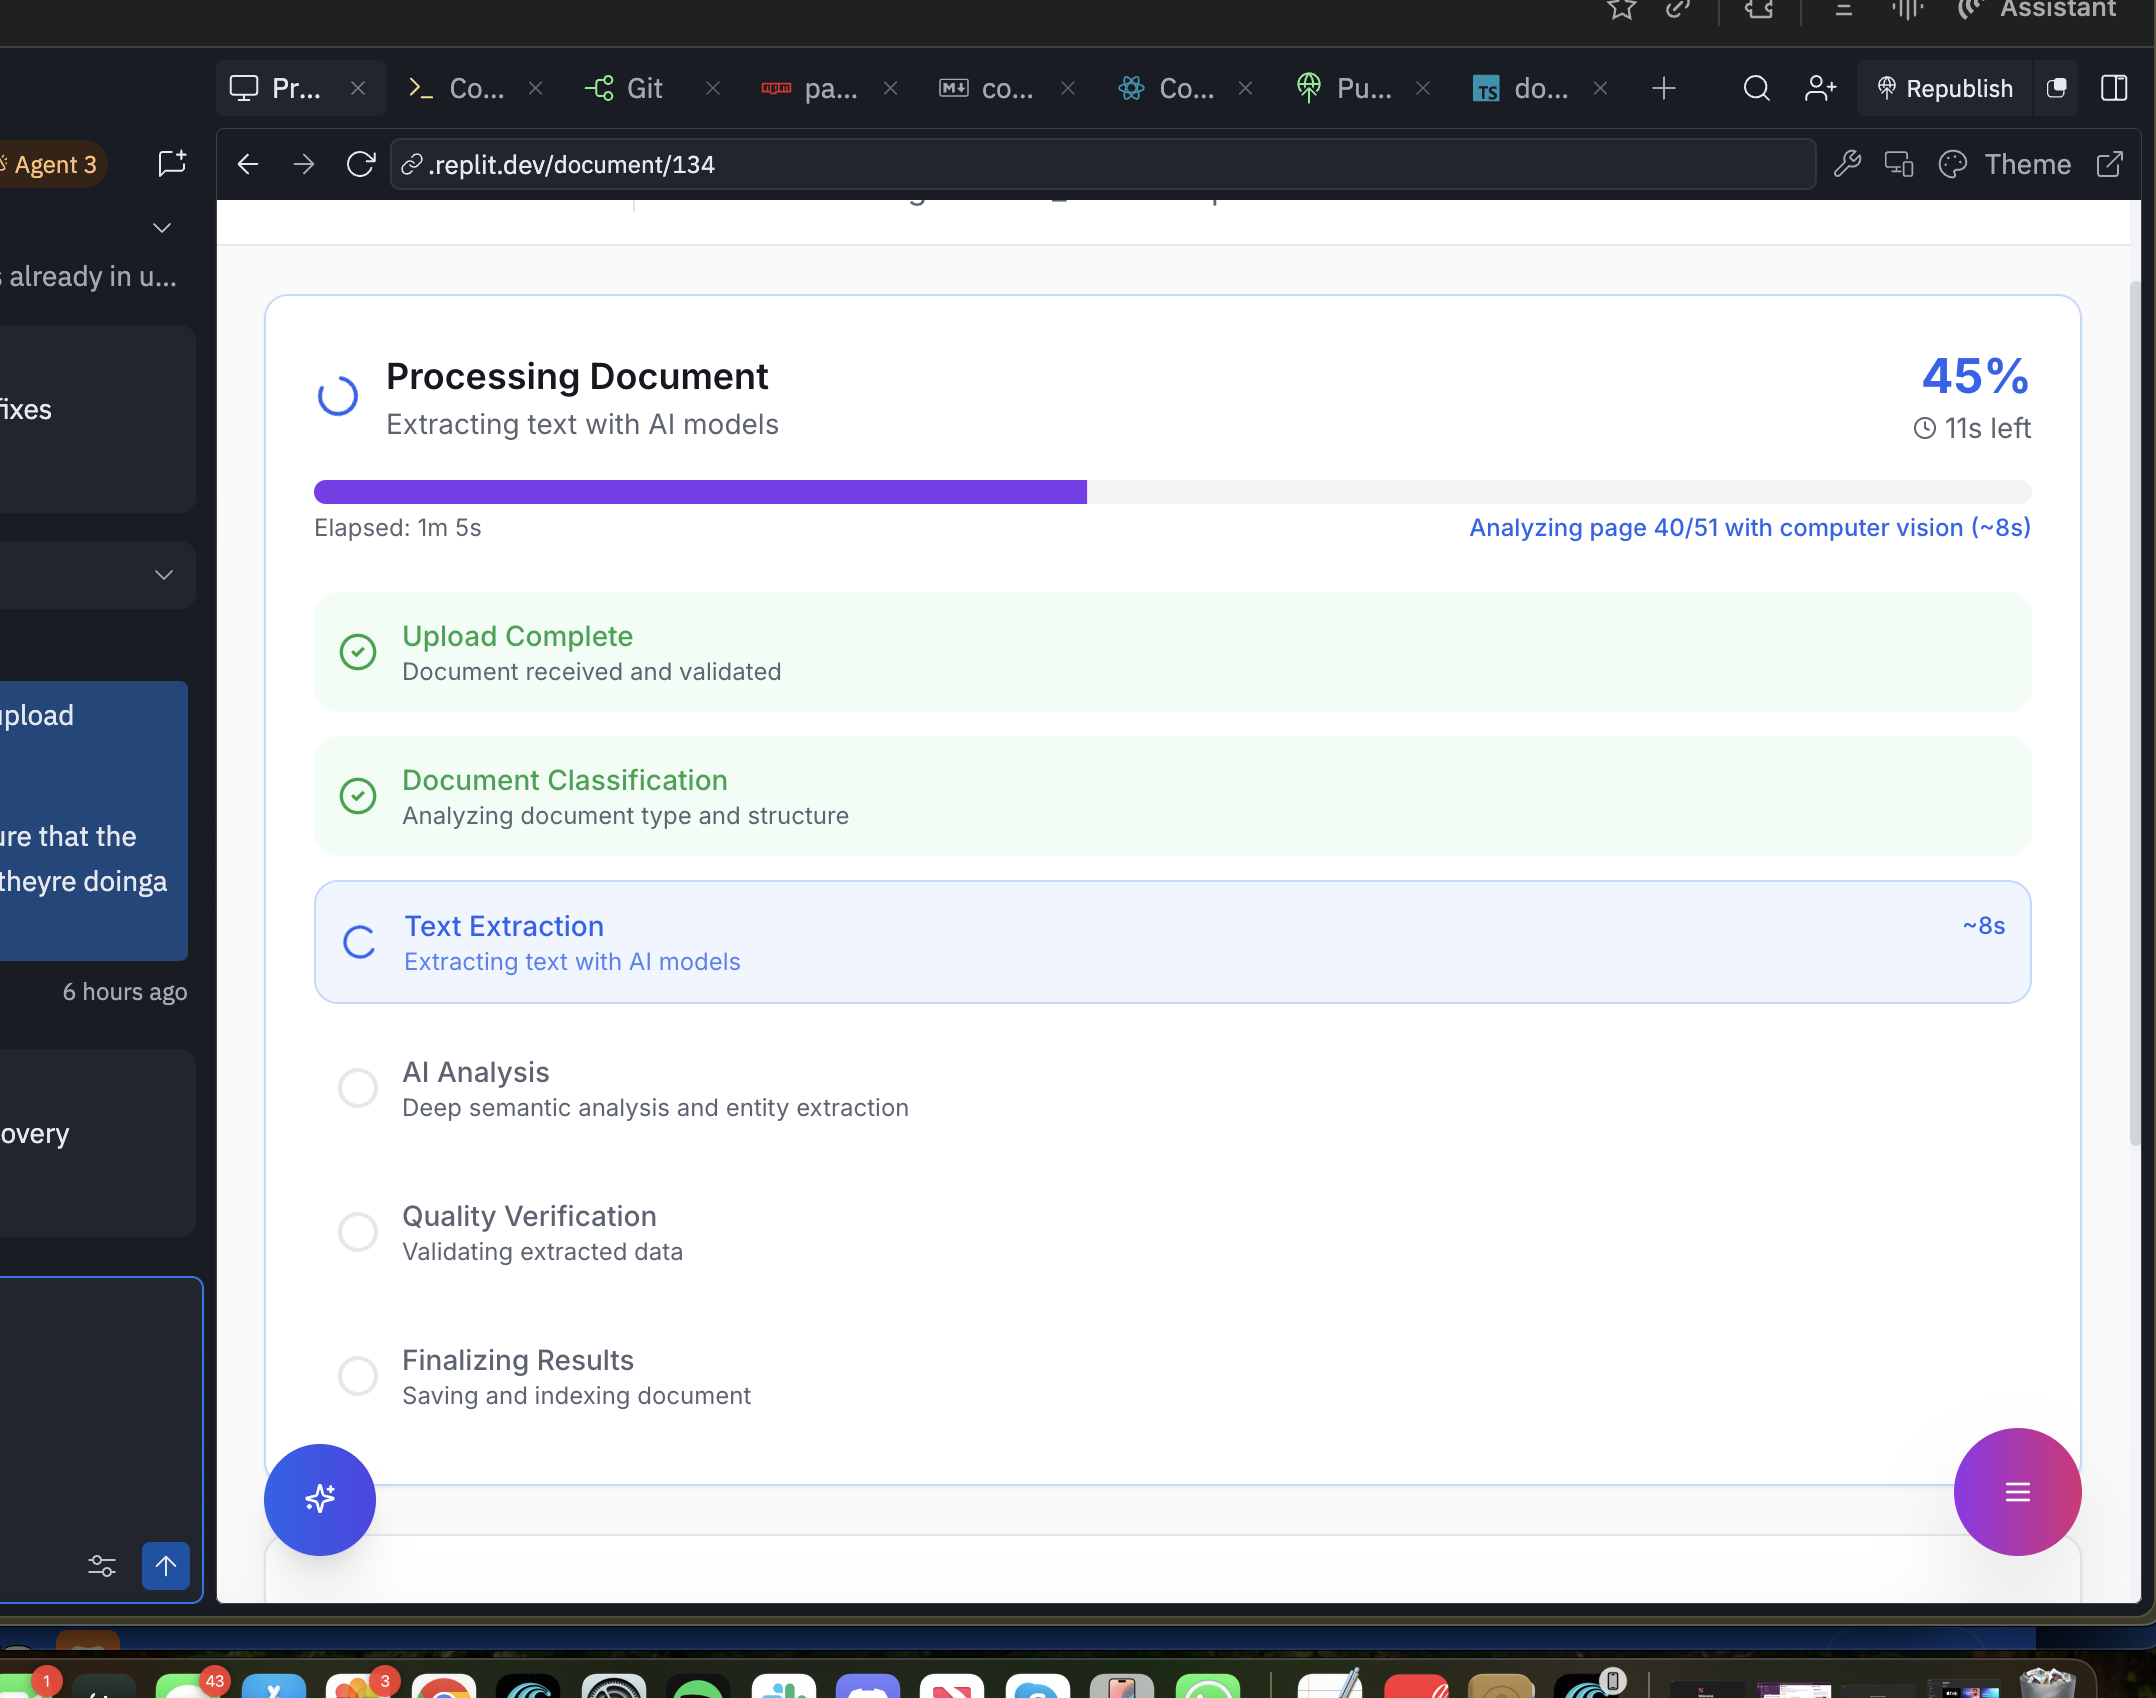 Assistant
Pr...
Co...
Git
pa...
co...
Co...
Pu...
TS
do...
Republish
Agent 3
.replit.dev/document/134
Theme
already in u...
fixes
upload
ure that the
theyre doinga
6 hours ago
overy
Processing Document
Extracting text with AI models
45%
11s left
Elapsed: 1m 5s
Analyzing page 40/51 with computer vision (~8s)
Upload Complete
Document received and validated
Document Classification
Analyzing document type and structure
Text Extraction
~8s
Extracting text with AI models
AI Analysis
Deep semantic analysis and entity extraction
Quality Verification
Validating extracted data
Finalizing Results
Saving and indexing document
1
43
3